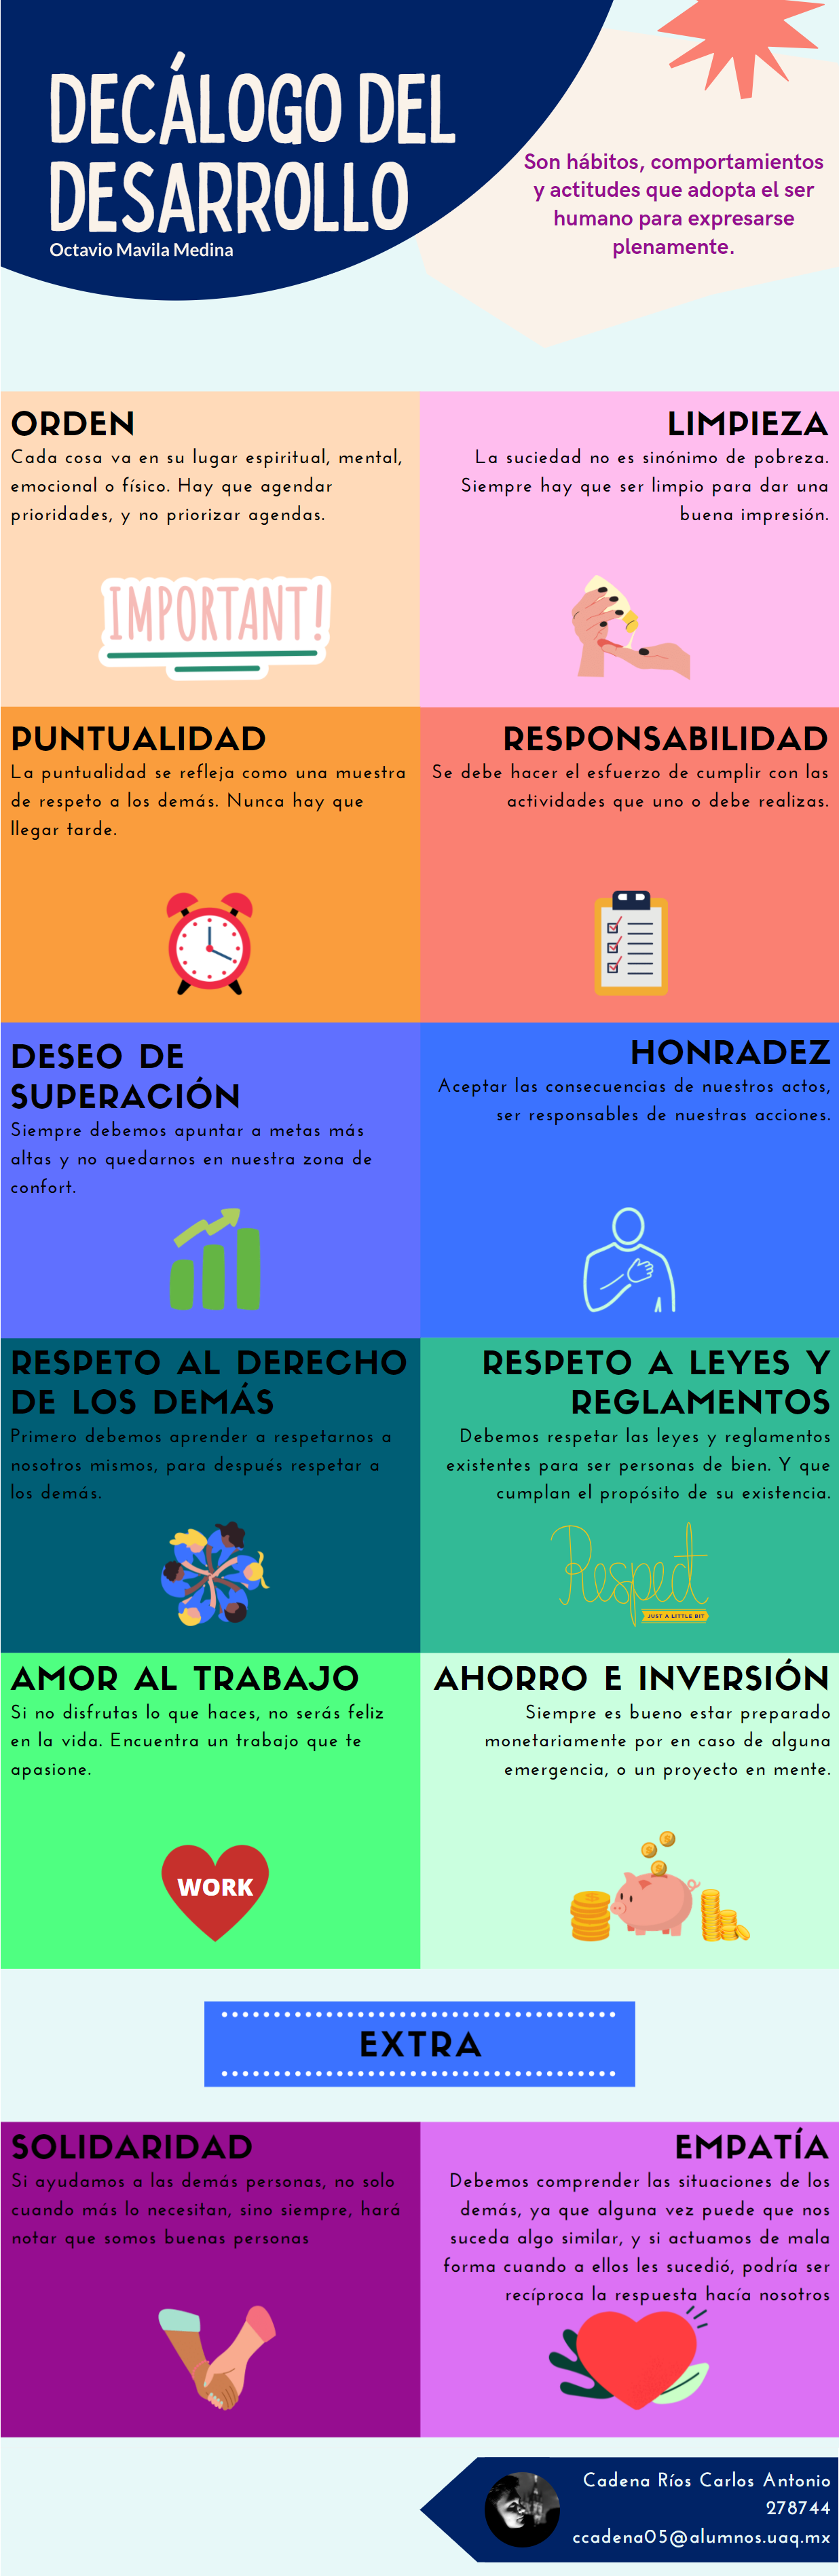 DECÁLOGO DEL
DESARROLLO
Octavio Mavila Medina
Son hábitos, comportamientos
y actitudes que adopta el ser
humano para expresarse
plenamente.
ORDEN
Cada cosa va en su lugar espiritual, mental,
emocional o físico. Hay que agendar
prioridades, y no priorizar agendas.
IMPORTANT!
LIMPIEZA
La suciedad no es sinónimo de pobreza.
Siempre hay que ser limpio para dar una
buena impresión.
PUNTUALIDAD
La puntualidad se refleja como una muestra
de respeto a los demás. Nunca hay que
llegar tarde.
RESPONSABILIDAD
Se debe hacer el esfuerzo de cumplir con las
actividades que uno o debe realizas.
DESEO DE
SUPERACIÓN
Siempre debemos apuntar a metas más
altas y no quedarnos en nuestra zona de
confort.
HONRADEZ
Aceptar las consecuencias de nuestros actos,
ser responsables de nuestras acciones.
RESPETO AL DERECHO
DE LOS DEMÁS
Primero debemos aprender a respetarnos a
nosotros mismos, para después respetar a
los demás.
RESPETO A LEYES Y
REGLAMENTOS
Debemos respetar las leyes y reglamentos
existentes para ser personas de bien. Y que
cumplan el propósito de su existencia.
Respect
JUST A LITTLE BIT
AMOR AL TRABAJO
Si no disfrutas lo que haces, no serás feliz
en la vida. Encuentra un trabajo que te
apasione.
WORK
AHORRO E INVERSIÓN
Siempre es bueno estar preparado
monetariamente por en caso de alguna
emergencia, o un proyecto en mente.
EXTRA
SOLIDARIDAD
Si ayudamos a las demás personas, no solo
cuando más lo necesitan, sino siempre, hará
notar que somos buenas personas
EMPATÍA
Debemos comprender las situaciones de los
demás, ya que alguna vez puede que nos
suceda algo similar, y si actuamos de mala
forma cuando a ellos les sucedió, podría ser
recíproca la respuesta hacía nosotros
Cadena Ríos Carlos Antonio
278744
ccadena05@alumnos.uaq.mx